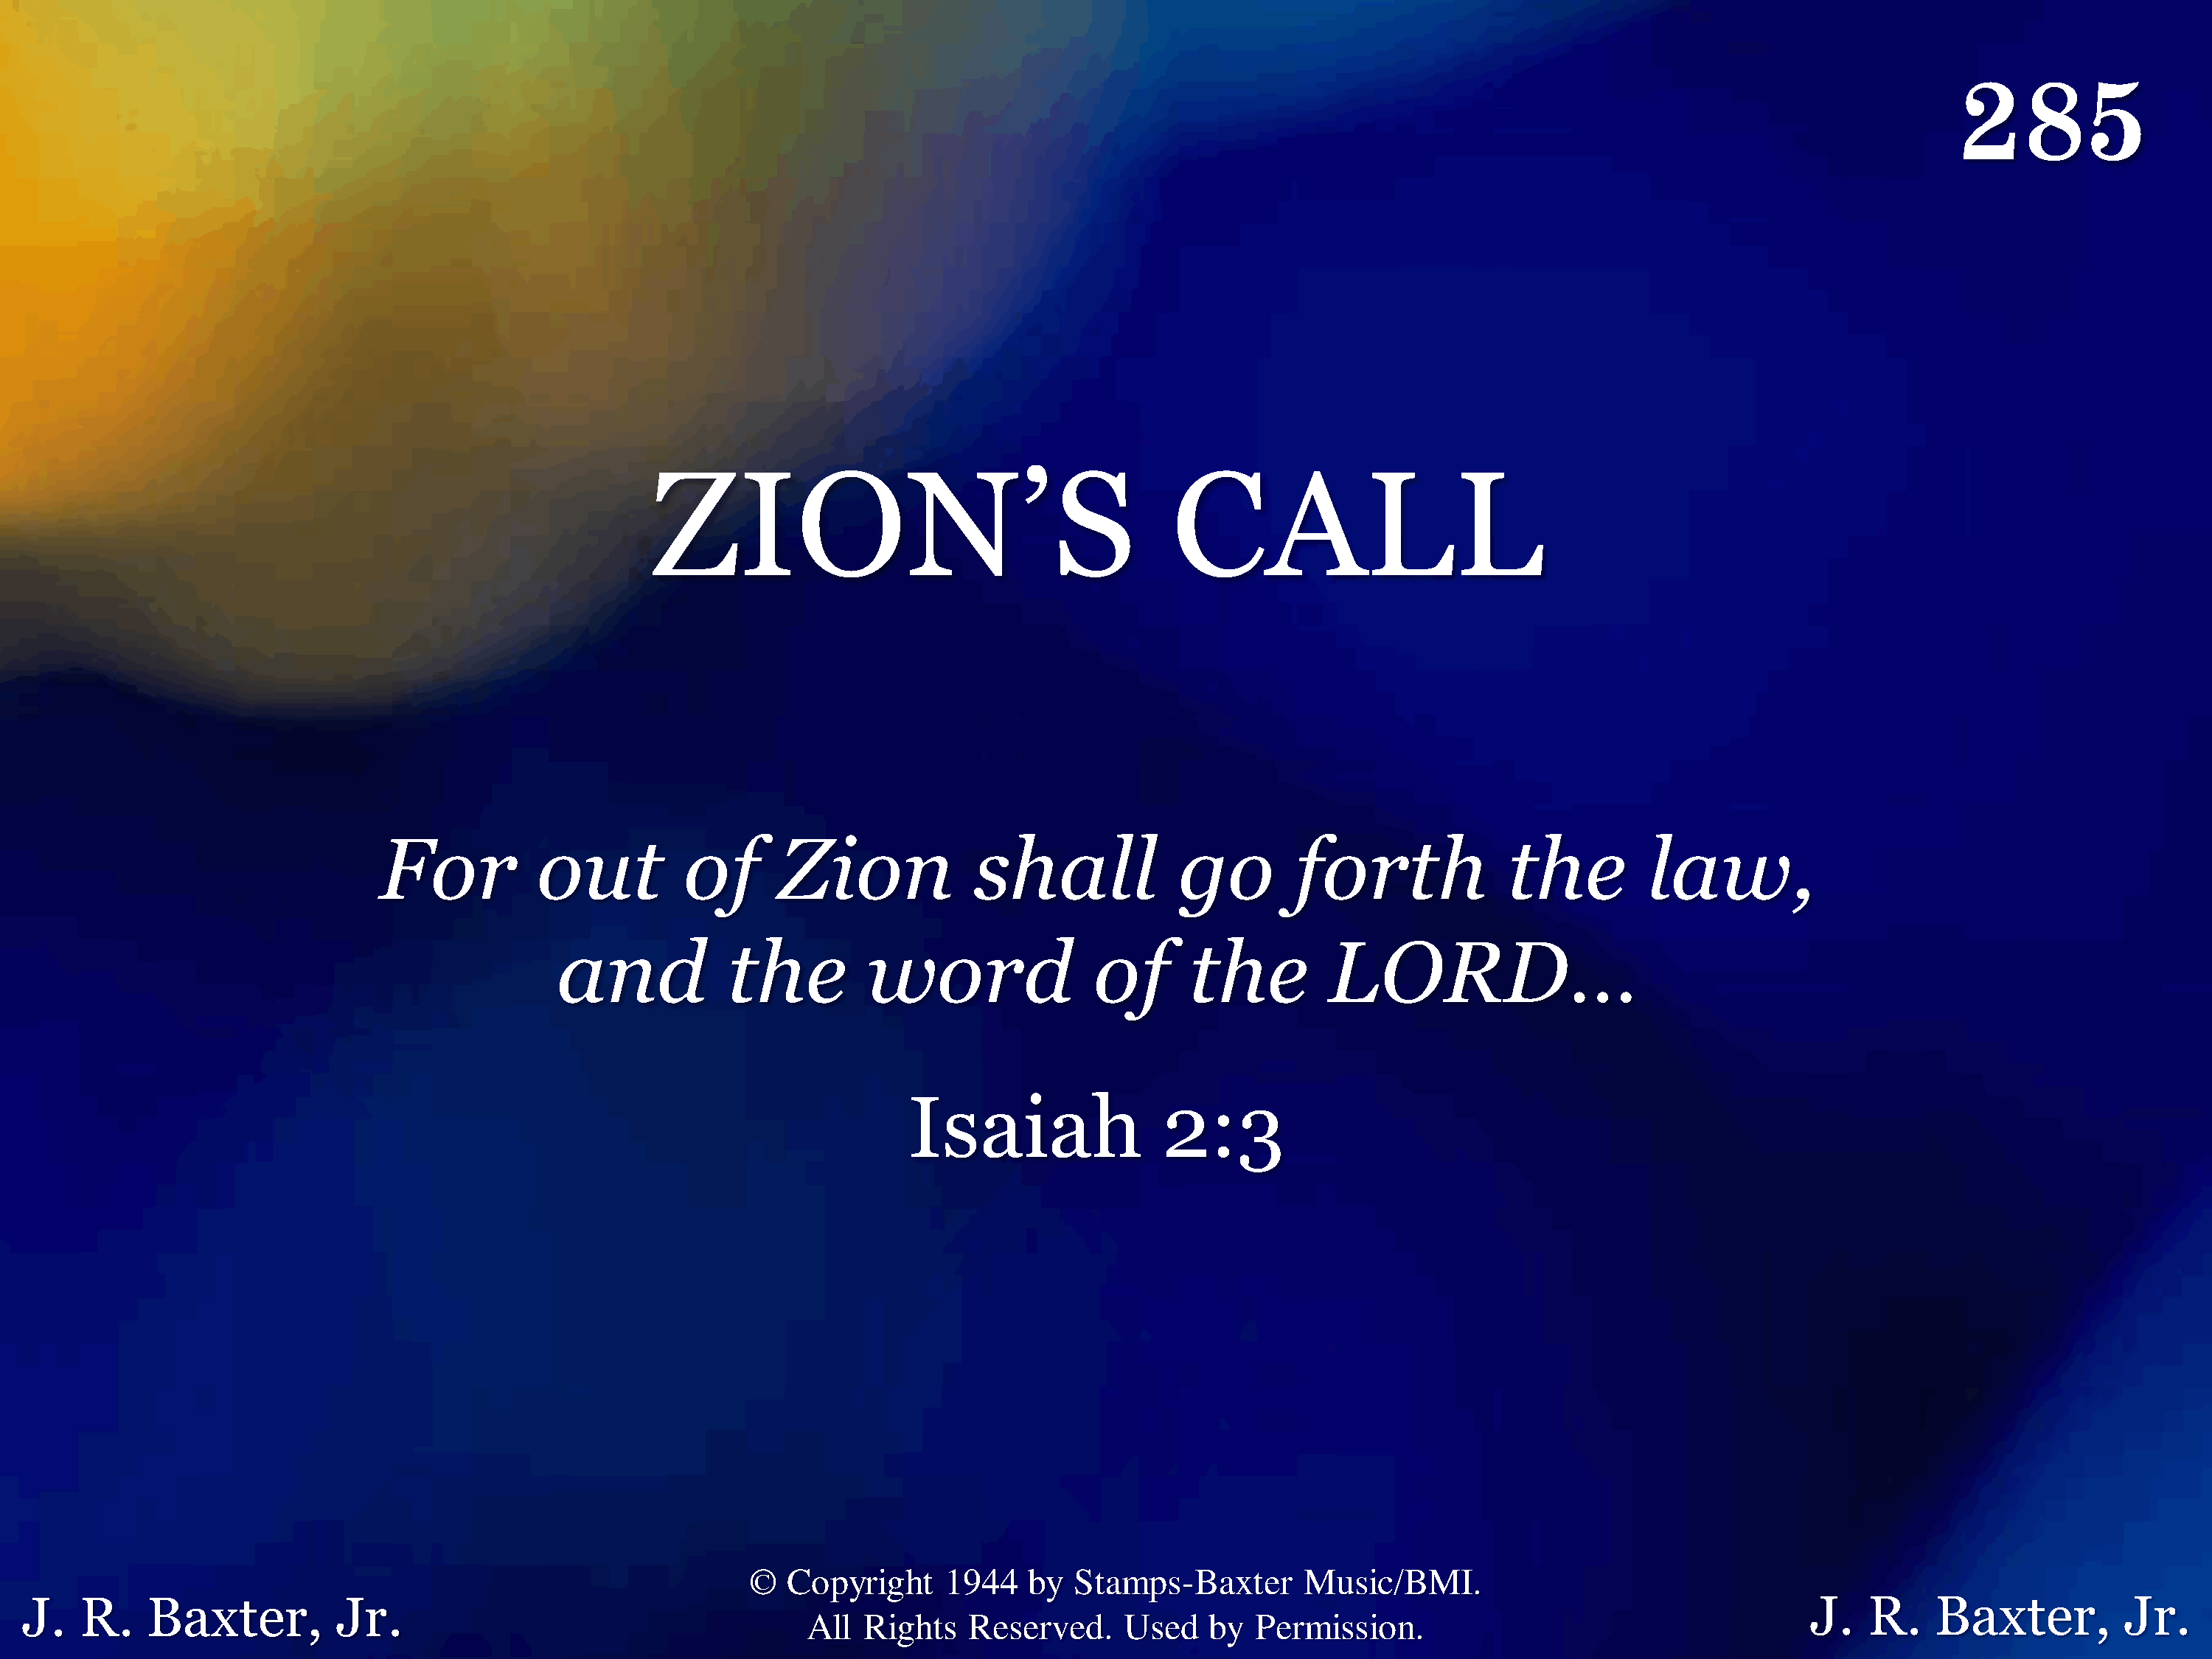 285
ZION’S CALL
For out of Zion shall go forth the law,
and the word of the LORD...
Isaiah 2:3
© Copyright 1944 by Stamps-Baxter Music/BMI.
All Rights Reserved. Used by Permission.
J. R. Baxter, Jr.
J. R. Baxter, Jr.